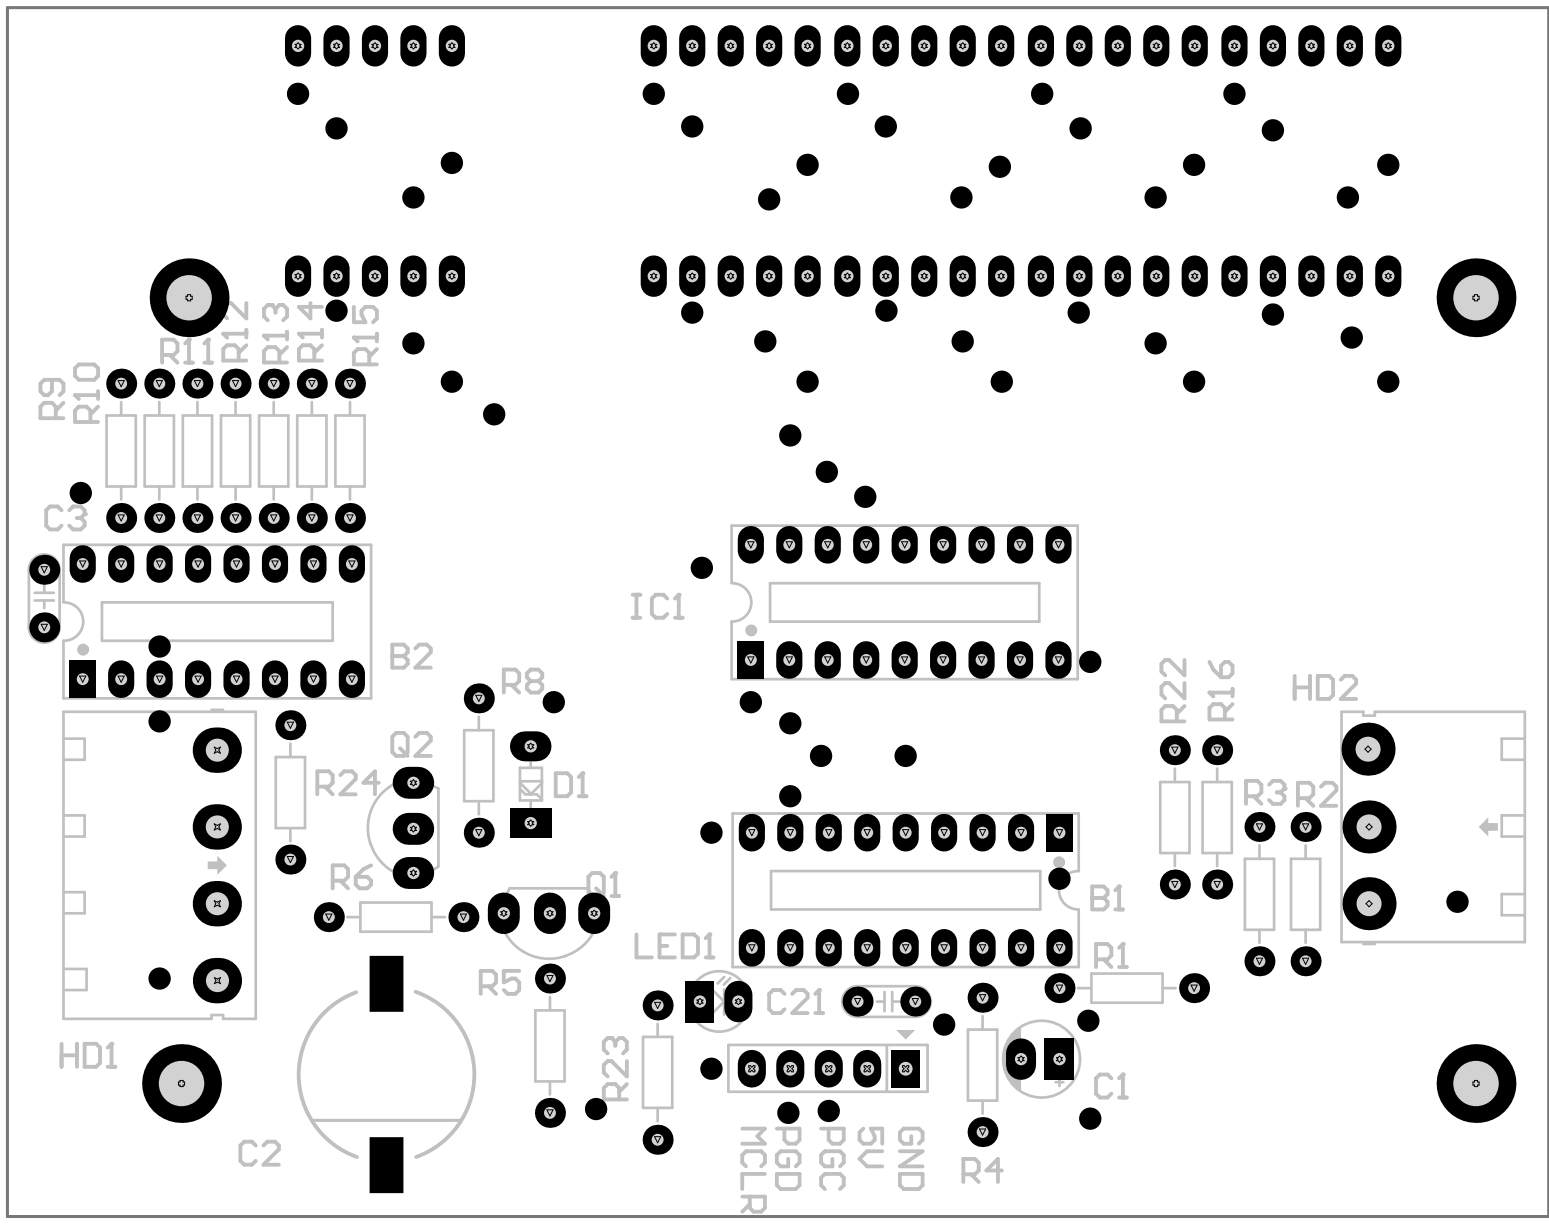 R9
R10
R11
R12
R13
R14
R15
C3
IC1
B2
R8
R22
R16
HD2
Q2
R24
D1
R3
R2
R6
Q1
B1
LED1
R1
R5
C21
HD1
R23
C1
C2
MCLR
PGD
PGC
5V
GND
R4